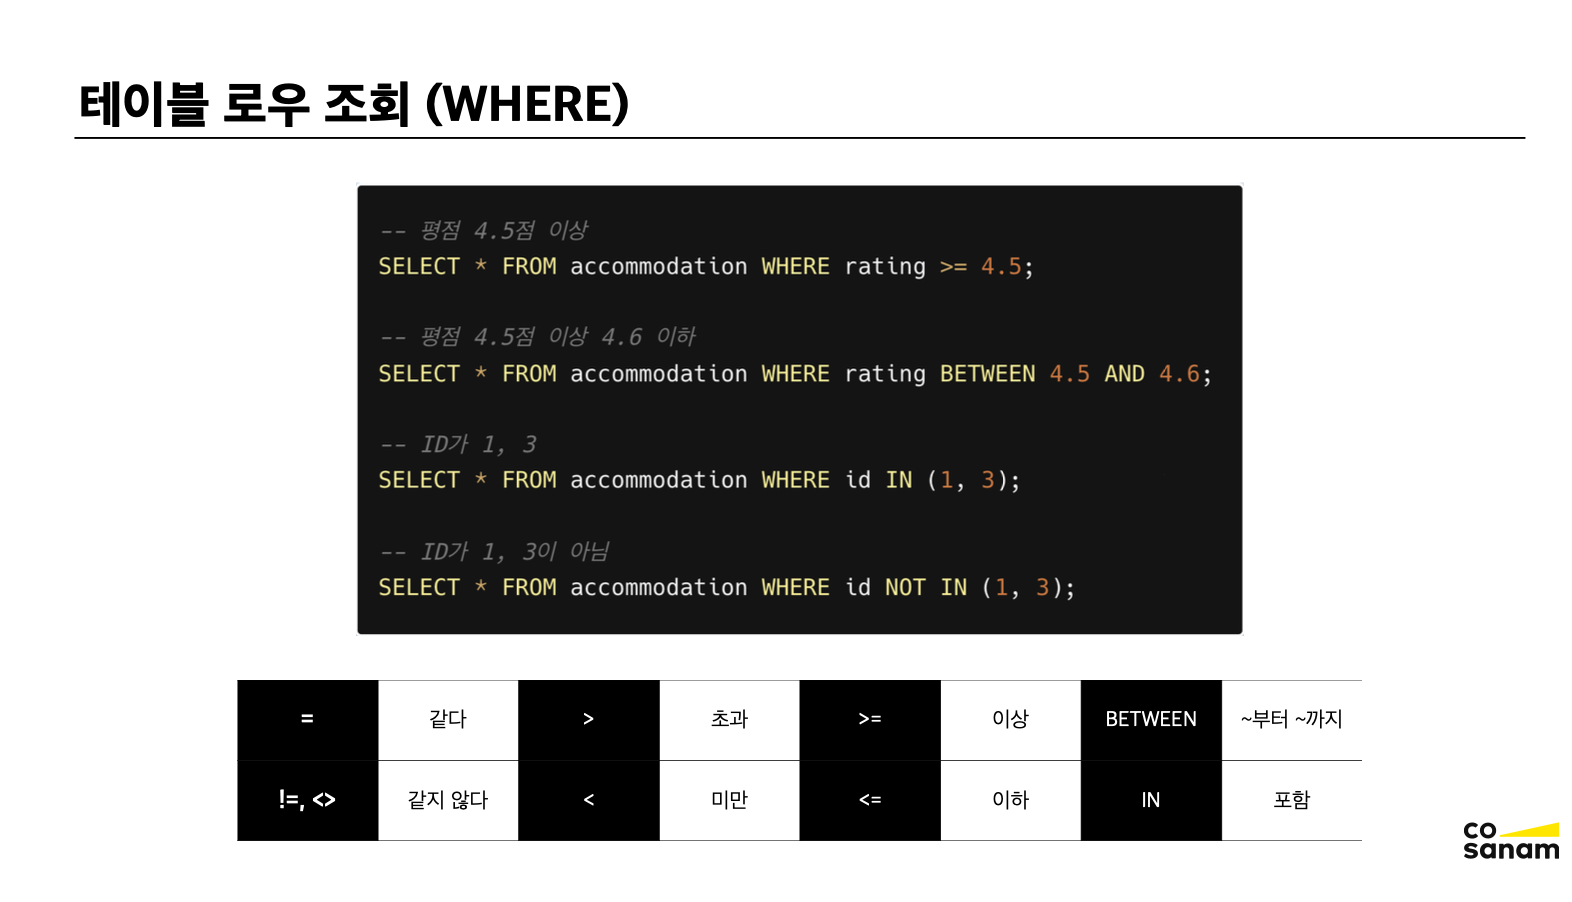 테이블 로우 조회 (WHERE)
-- 평점 4.5점 이상
SELECT * FROM accommodation WHERE rating >= 4.5;
-- 평점 4.5점 이상 4.6 이하
SELECT * FROM accommodation WHERE rating BETWEEN 4.5 AND 4.6;
-- ID가 1, 3
SELECT * FROM accommodation WHERE id IN (1, 3);
-- ID가 1, 3이 아님
SELECT * FROM accommodation WHERE id NOT IN (1, 3);
= 같다 > 초과 >= 이상 BETWEEN ~부터 ~까지
!=, <> 같지 않다 < 미만 <= 이하 IN 포함
co
sanam